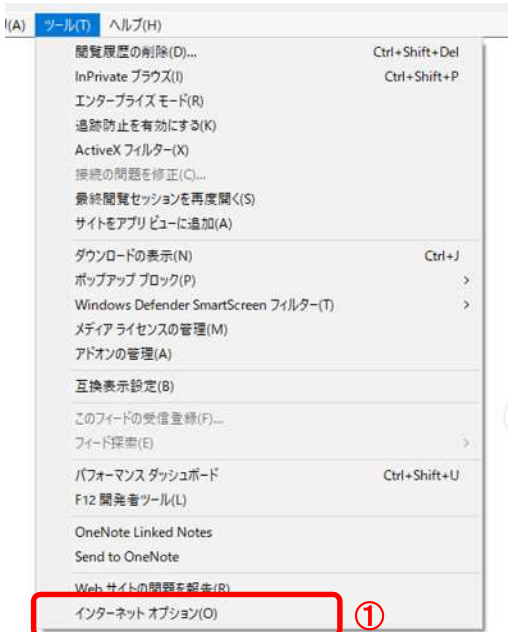 (A) ツール(T) ヘルプ(H)
閲覧履歴の削除(D)... Ctrl+Shift+Del
InPrivate ブラウズ(I) Ctrl+Shift+P
エンタープライズ モード(R)
追跡防止を有効にする(K)
ActiveX フィルター(X)
接続の問題を修正(C)...
最終閲覧セッションを再度開く(S)
サイトをアプリ ビューに追加(A)
ダウンロードの表示(N) Ctrl+J
ポップアップ ブロック(P)
Windows Defender SmartScreen フィルター(T)
メディア ライセンスの管理(M)
アドオンの管理(A)
互換表示設定(B)
このフィードの受信登録(F)...
フィード探索(E)
パフォーマンス ダッシュボード Ctrl+Shift+U
F12 開発者ツール(L)
OneNote Linked Notes
Send to OneNote
Web サイトの問題を報告(R)
インターネット オプション(O) ①